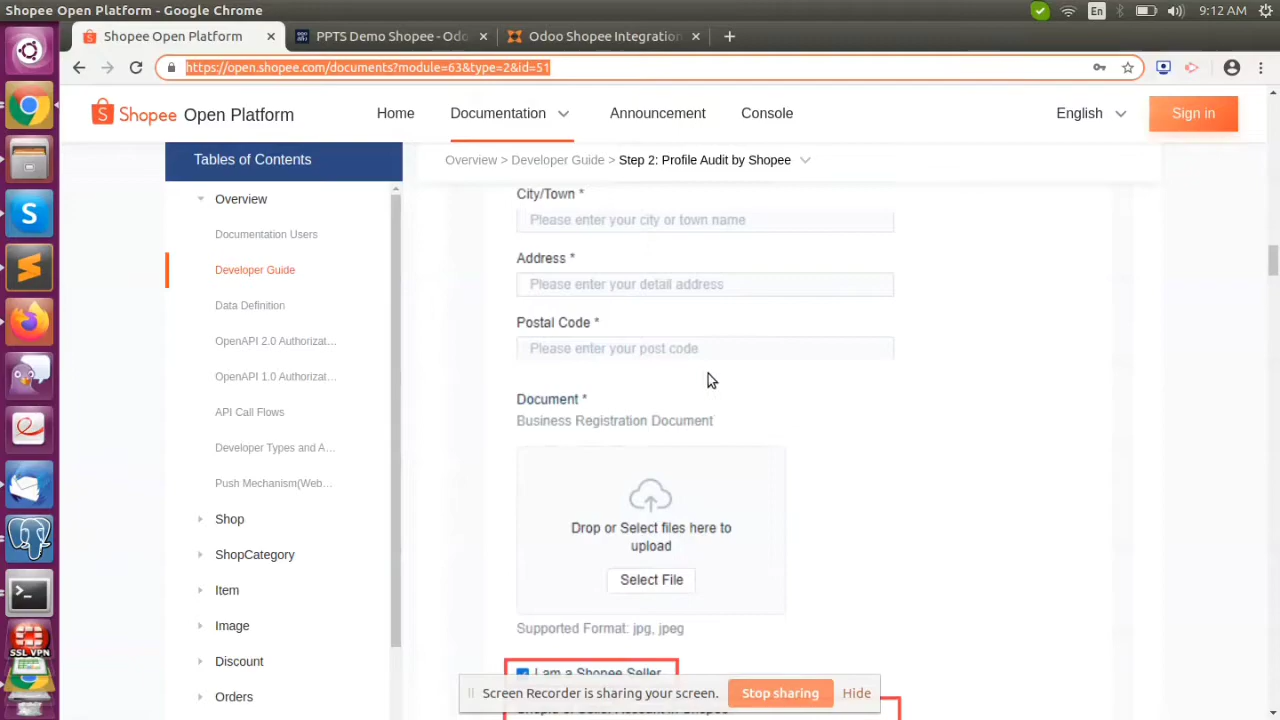 Shopee Open Platform - Google Chrome
En
9:12 AM
Shopee Open Platform
PPTS Demo Shopee - Odo
Odoo Shopee Integration
https://open.shopee.com/documents?module=63&type=2&id=51
Shopee Open Platform
Home
Documentation
Announcement
Console
English
Sign in
Tables of Contents
Overview > Developer Guide > Step 2: Profile Audit by Shopee
Overview
Documentation Users
Developer Guide
Data Definition
OpenAPI 2.0 Authorizat...
OpenAPI 1.0 Authorizat...
API Call Flows
Developer Types and A...
Push Mechanism(Web...
Shop
ShopCategory
Item
Image
Discount
Orders
City/Town *
Please enter your city or town name
Address *
Please enter your detail address
Postal Code *
Please enter your post code
Document *
Business Registration Document
Drop or Select files here to
upload
Select File
Supported Format: jpg, jpeg
I am a Shopee Seller
Screen Recorder is sharing your screen.
Stop sharing
Hide
SSL VPN